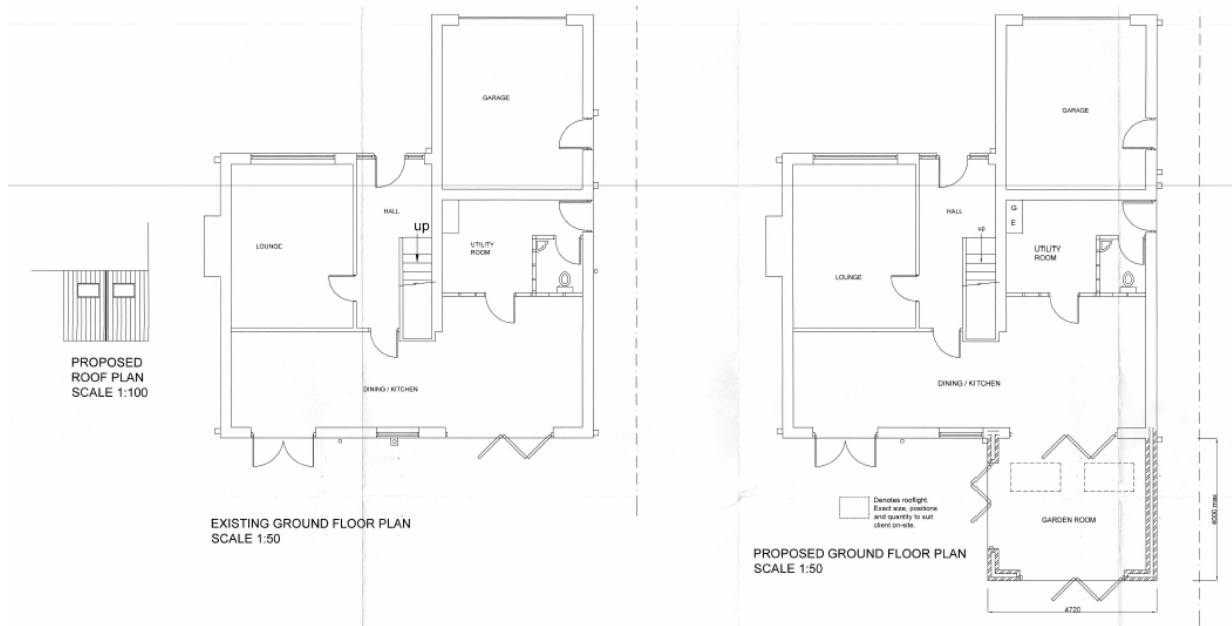 GARAGE
HALL
up
LOUNGE
UTILITY
ROOM
DINING / KITCHEN
PROPOSED
ROOF PLAN
SCALE 1:100
EXISTING GROUND FLOOR PLAN
SCALE 1:50
GARAGE
HALL
G
E
up
UTILITY
ROOM
LOUNGE
DINING / KITCHEN
Denotes rooflight.
Exact size, positions
and quantity to suit
client on-site.
GARDEN ROOM
4000 max
4720
PROPOSED GROUND FLOOR PLAN
SCALE 1:50